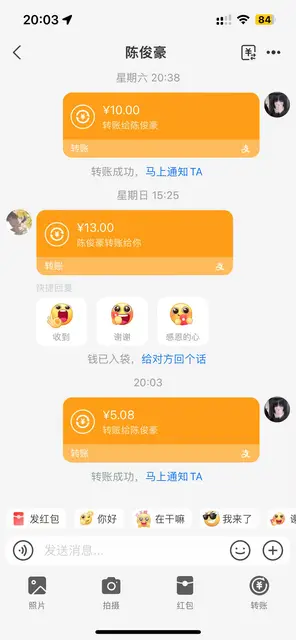 20:03
84
陈俊豪
星期六 20:38
¥10.00
转账给陈俊豪
转账
转账成功，马上通知TA
星期日 15:25
¥13.00
陈俊豪转账给你
转账
快捷回复
收到
谢谢
感恩的心
钱已入袋，给对方回个话
20:03
¥5.08
转账给陈俊豪
转账
转账成功，马上通知TA
发红包
你好
在干嘛
我来了
发送消息...
照片
拍摄
红包
转账